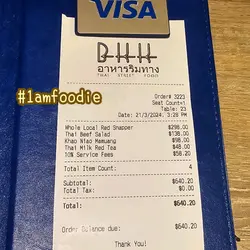 VISA
BHH
อาหารริมทาง
THAI STREET FOOD
#1amfoodie
Order# 3223
Seat Count=1
Table: 23
Date: 21/3/2024, 3:28 PM
Whole Local Red Snapper $298.00
Thai Beef Salad $138.00
Khao Niao Mamuang $98.00
Thai Milk Red Tea $48.00
10% Service Fees $58.20
Total Item Count: 4
Subtotal: $640.20
Tax: $0.00
Total: $640.20
Order Balance due: $640.20
Thank You!